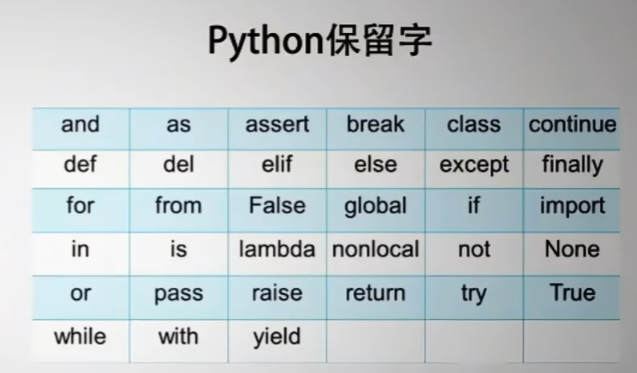 Python保留字
and as assert break class continue
def del elif else except finally
for from False global if import
in is lambda nonlocal not None
or pass raise return try True
while with yield